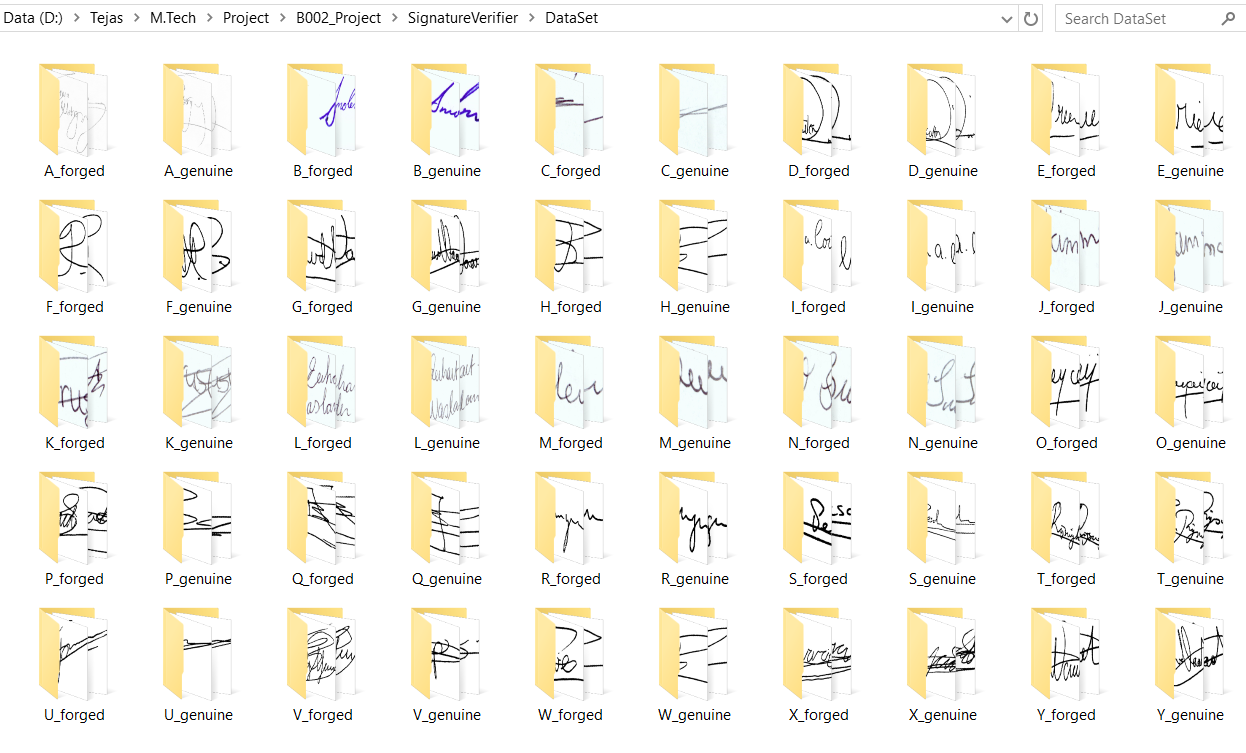 Data (D:) > Tejas > M.Tech > Project > B002_Project > SignatureVerifier > DataSet
Search DataSet
A_forged A_genuine B_forged B_genuine C_forged C_genuine D_forged D_genuine E_forged E_genuine
F_forged F_genuine G_forged G_genuine H_forged H_genuine I_forged I_genuine J_forged J_genuine
K_forged K_genuine L_forged L_genuine M_forged M_genuine N_forged N_genuine O_forged O_genuine
P_forged P_genuine Q_forged Q_genuine R_forged R_genuine S_forged S_genuine T_forged T_genuine
U_forged U_genuine V_forged V_genuine W_forged W_genuine X_forged X_genuine Y_forged Y_genuine